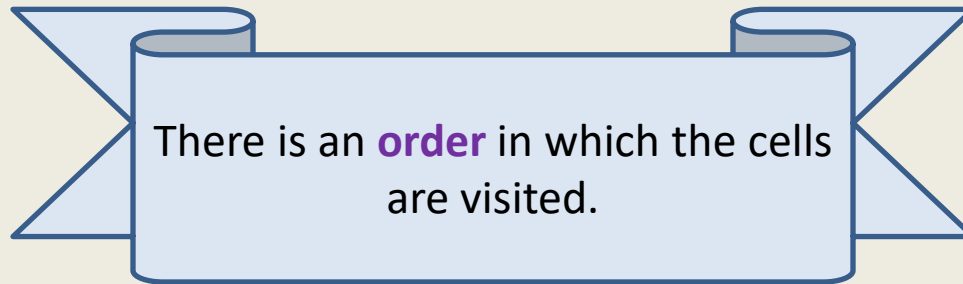 There is an order in which the cells
are visited.